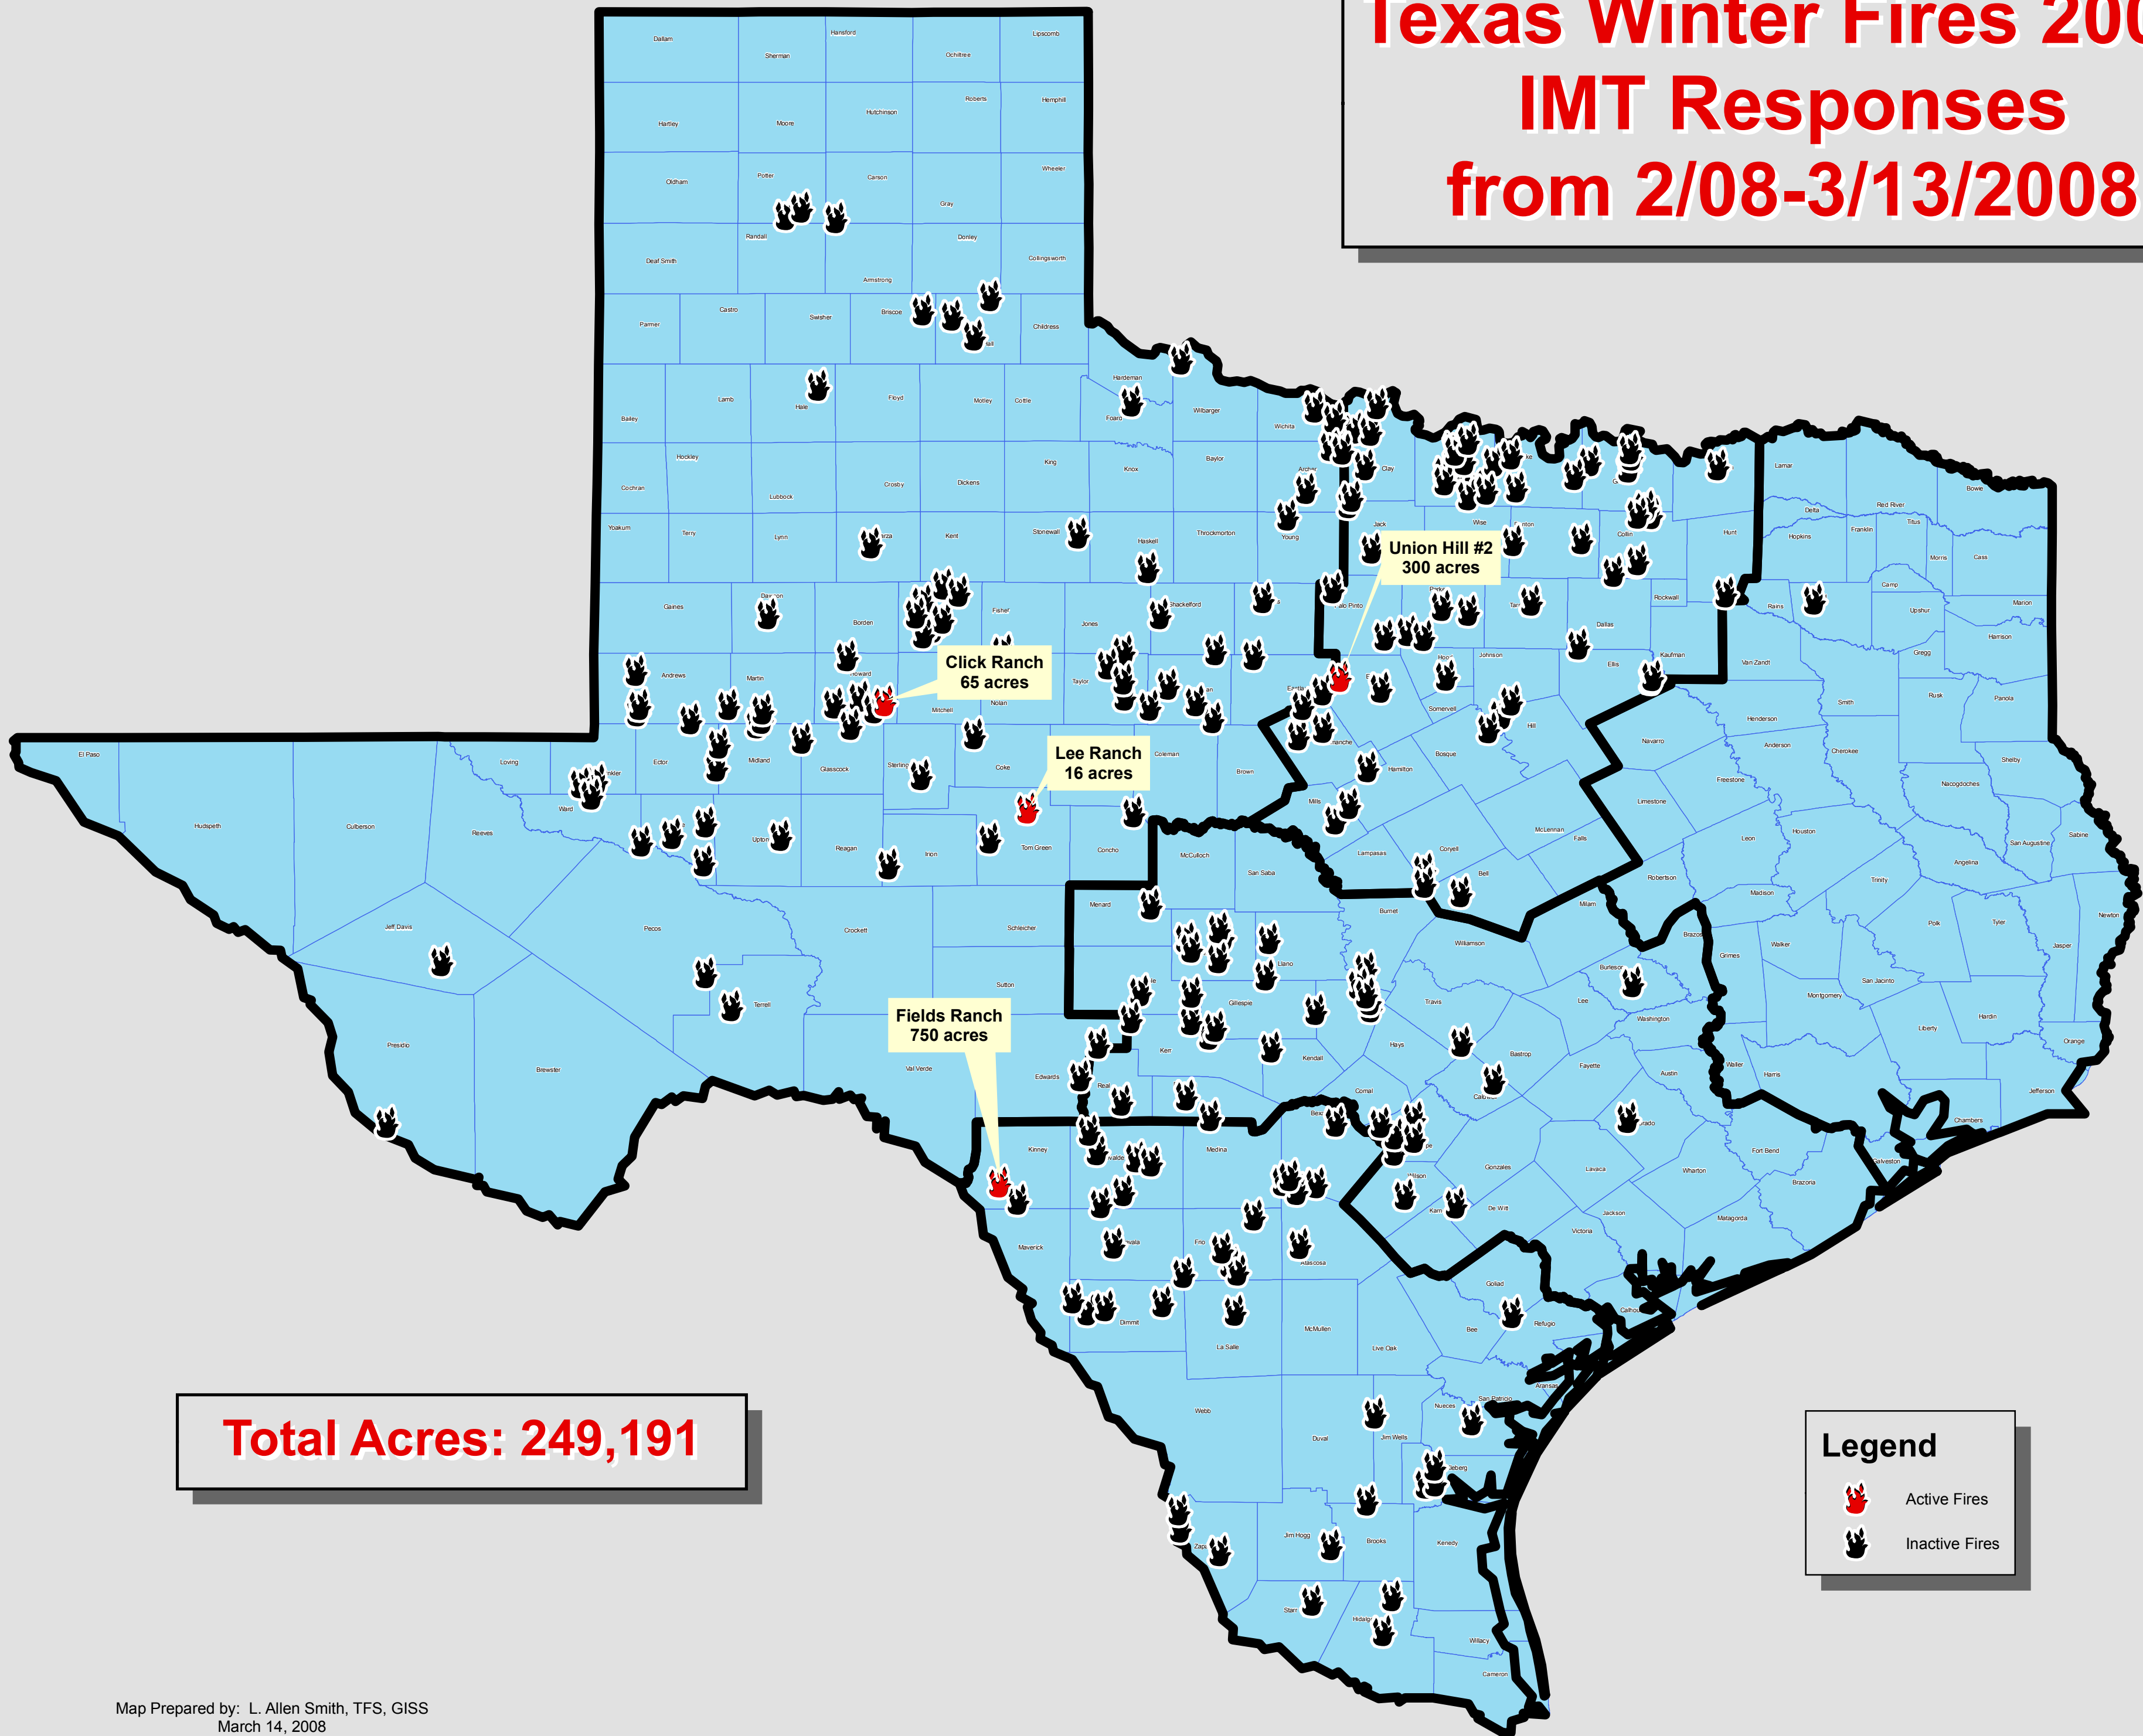 Texas Winter Fires 200
IMT Responses
from 2/08-3/13/2008
Dallam
Sherman
Hansford
Ochiltree
Lipscomb
Hartley
Moore
Hutchinson
Roberts
Hemphill
Oldham
Potter
Carson
Gray
Wheeler
Deaf Smith
Randall
Armstrong
Donley
Collingsworth
Parmer
Castro
Swisher
Briscoe
Childress
Bailey
Lamb
Hale
Floyd
Motley
Cottle
Hardeman
Foard
Wilbarger
Wichita
Archer
Clay
Cochran
Hockley
Lubbock
Crosby
Dickens
King
Knox
Baylor
Yoakum
Terry
Lynn
Kent
Stonewall
Haskell
Throckmorton
Young
Jack
Wise
Collin
Hunt
Lamar
Red River
Bowie
Delta
Franklin
Titus
Hopkins
Cass
Camp
Rains
Upshur
Marion
Harrison
Gregg
Union Hill #2
300 acres
Gaines
Borden
Fisher
Jones
Shackelford
Palo Pinto
Dallas
Rockwall
Kaufman
Van Zandt
Click Ranch
65 acres
Andrews
Martin
Mitchell
Nolan
Taylor
Johnson
Ellis
Somervell
Hill
Navarro
Henderson
Smith
Rusk
Panola
Anderson
Cherokee
Shelby
Nacogdoches
Freestone
Limestone
Lee Ranch
16 acres
El Paso
Hudspeth
Culberson
Reeves
Loving
Ward
Ector
Midland
Glasscock
Sterling
Coke
Coleman
Brown
Mills
Hamilton
Bosque
McLennan
Falls
Coryell
Bell
Lampasas
Upton
Reagan
Irion
Tom Green
Concho
McCulloch
San Saba
Leon
Houston
Angelina
San Augustine
Sabine
Robertson
Madison
Trinity
Polk
Tyler
Jasper
Newton
Jeff Davis
Pecos
Crockett
Schleicher
Menard
Burnet
Milam
Williamson
Brazos
Grimes
Walker
San Jacinto
Montgomery
Hardin
Liberty
Orange
Terrell
Sutton
Llano
Gillespie
Travis
Lee
Burleson
Washington
Fields Ranch
750 acres
Presidio
Brewster
Val Verde
Edwards
Real
Kerr
Kendall
Hays
Comal
Bastrop
Fayette
Austin
Waller
Harris
Jefferson
Chambers
Galveston
Kinney
Medina
Wilson
Gonzales
Lavaca
Wharton
Fort Bend
Brazoria
Maverick
Frio
Atascosa
De Witt
Victoria
Jackson
Matagorda
Dimmit
La Salle
McMullen
Live Oak
Bee
Goliad
Refugio
Aransas
San Patricio
Nueces
Webb
Duval
Jim Wells
Jim Hogg
Brooks
Kenedy
Willacy
Cameron
Total Acres: 249,191
Legend
Active Fires
Inactive Fires
Map Prepared by: L. Allen Smith, TFS, GISS
March 14, 2008